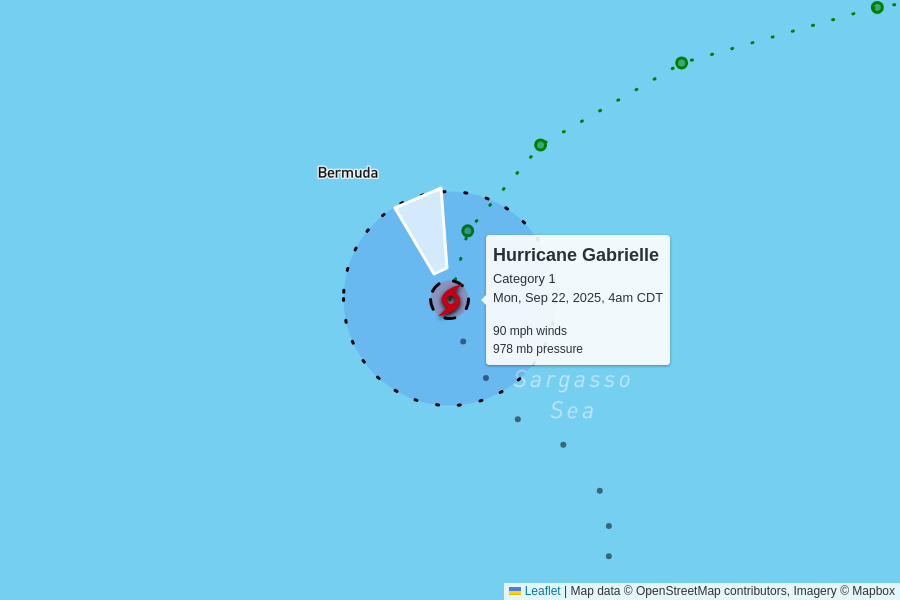 Bermuda
Hurricane Gabrielle
Category 1
Mon, Sep 22, 2025, 4am CDT
90 mph winds
978 mb pressure
Sargasso
Sea
Leaflet | Map data © OpenStreetMap contributors, Imagery © Mapbox